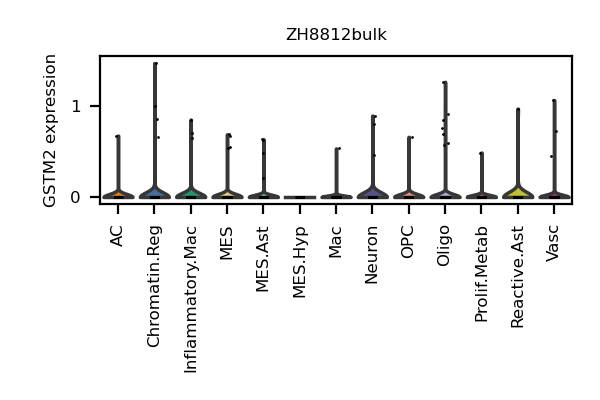 ZH8812bulk
GSTM2 expression
1
0
AC
Chromatin.Reg
Inflammatory.Mac
MES
MES.Ast
MES.Hyp
Mac
Neuron
OPC
Oligo
Prolif.Metab
Reactive.Ast
Vasc